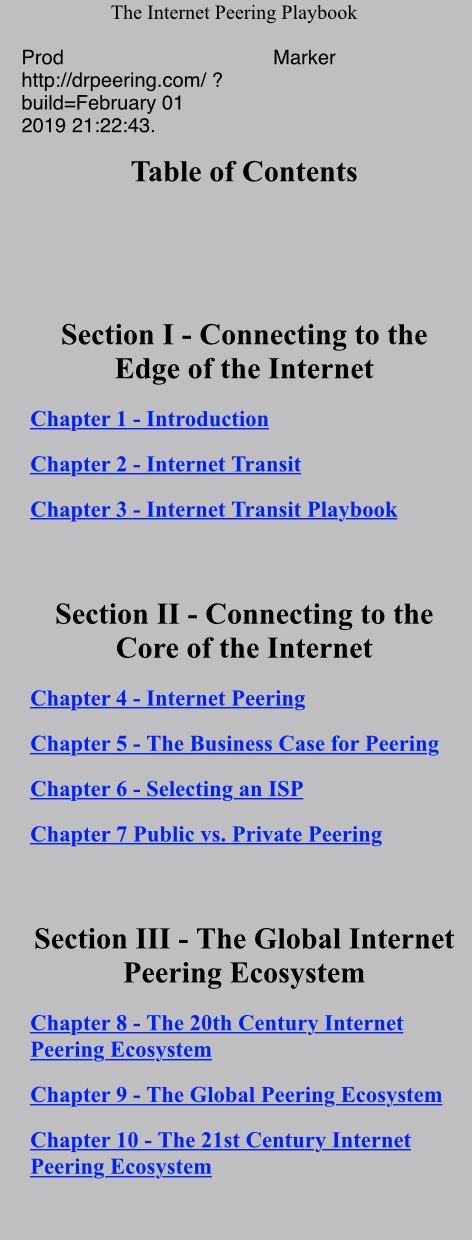 The Internet Peering Playbook
Prod Marker
http://drpeering.com/ ?
build=February 01
2019 21:22:43.
Table of Contents
Section I - Connecting to the
Edge of the Internet
Chapter 1 - Introduction
Chapter 2 - Internet Transit
Chapter 3 - Internet Transit Playbook
Section II - Connecting to the
Core of the Internet
Chapter 4 - Internet Peering
Chapter 5 - The Business Case for Peering
Chapter 6 - Selecting an ISP
Chapter 7 Public vs. Private Peering
Section III - The Global Internet
Peering Ecosystem
Chapter 8 - The 20th Century Internet
Peering Ecosystem
Chapter 9 - The Global Peering Ecosystem
Chapter 10 - The 21st Century Internet
Peering Ecosystem